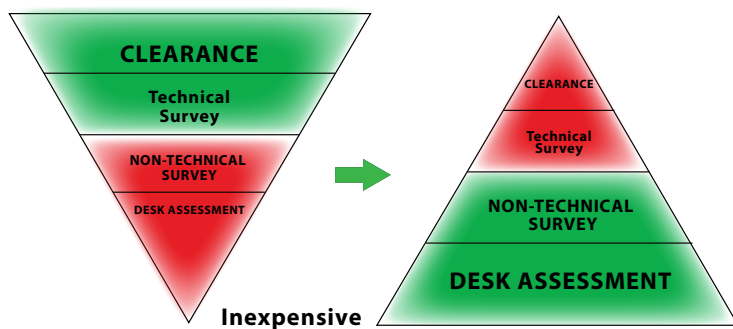 CLEARANCE
Technical
Survey
NON-TECHNICAL
SURVEY
DESK ASSESSMENT
Inexpensive
CLEARANCE
Technical
Survey
NON-TECHNICAL
SURVEY
DESK ASSESSMENT